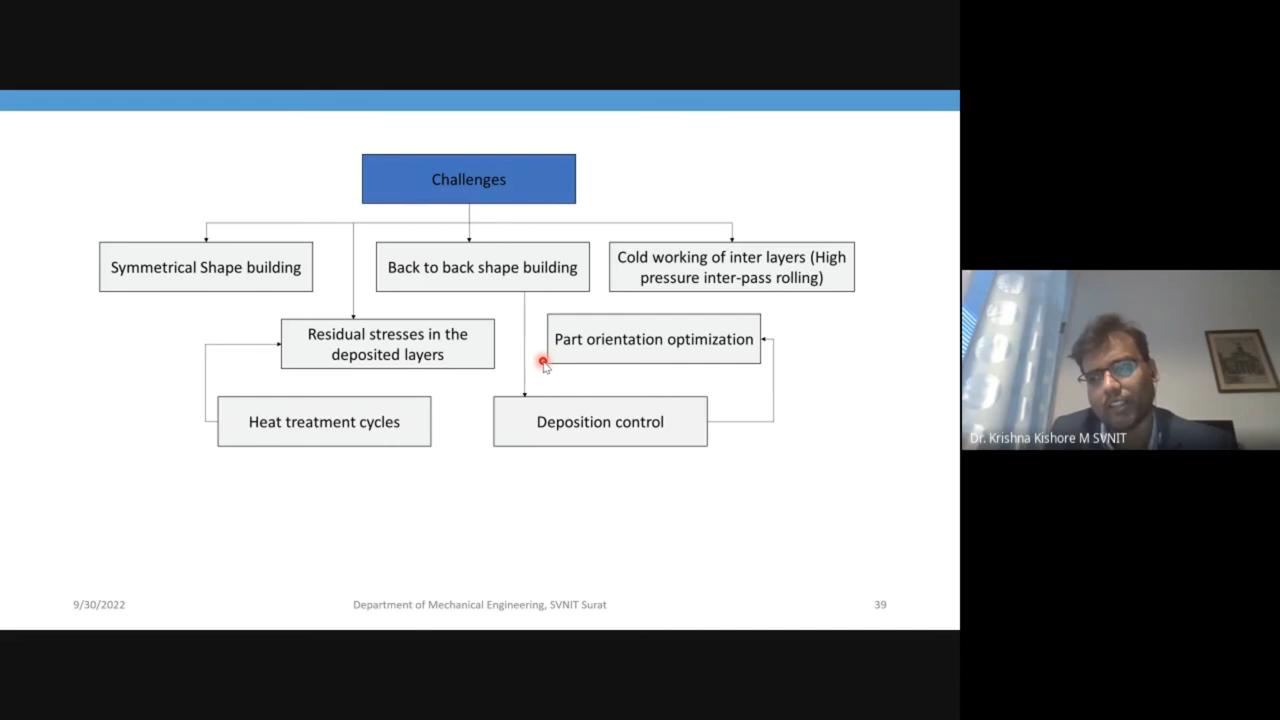 Challenges
Symmetrical Shape building
Back to back shape building
Cold working of inter layers (High
pressure inter-pass rolling)
Residual stresses in the
deposited layers
Part orientation optimization
Heat treatment cycles
Deposition control
9/30/2022
Department of Mechanical Engineering, SVNIT Surat
39
Dr. Krishna Kishore M SVNIT